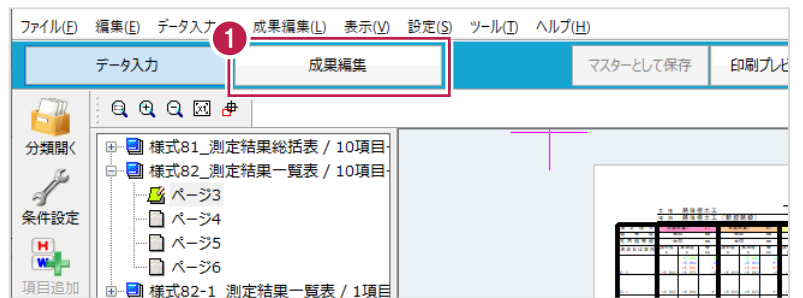 ファイル(F) 編集(E) データ入力 成果編集(L) 表示(V) 設定(S) ツール(T) ヘルプ(H)
1
データ入力 成果編集 マスターとして保存 印刷プレビ
分類開く
条件設定
項目追加
様式81_測定結果総括表 / 10項目-
様式82_測定結果一覧表 / 10項目-
ページ3
ページ4
ページ5
ページ6
様式82-1_測定結果一覧表 / 1項目